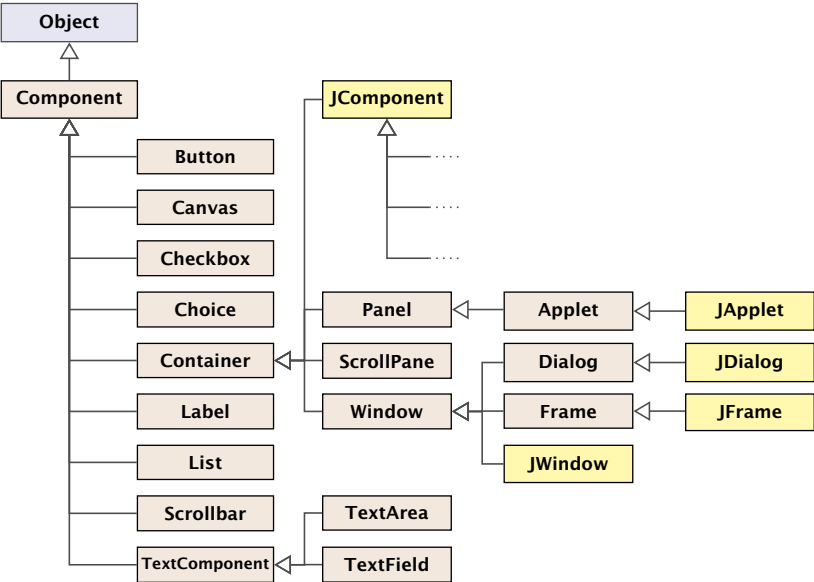 Object
Component
JComponent
Button
Canvas
Checkbox
Choice
Panel
Applet
JApplet
Container
ScrollPane
Dialog
JDialog
Label
Window
Frame
JFrame
List
JWindow
Scrollbar
TextArea
TextComponent
TextField